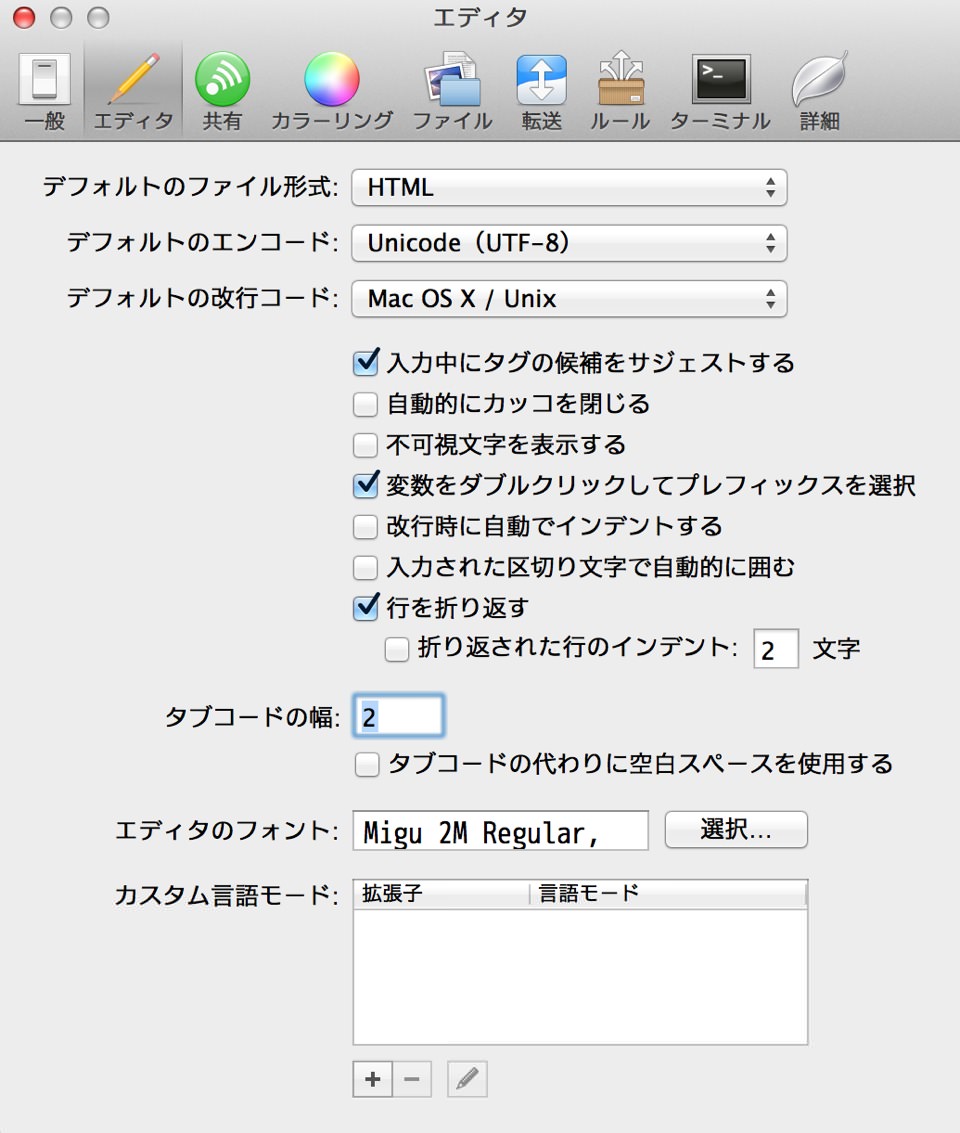 エディタ
一般 エディタ 共有 カラーリング ファイル 転送 ルール ターミナル 詳細
デフォルトのファイル形式: HTML
デフォルトのエンコード: Unicode（UTF-8）
デフォルトの改行コード: Mac OS X / Unix
入力中にタグの候補をサジェストする
自動的にカッコを閉じる
不可視文字を表示する
変数をダブルクリックしてプレフィックスを選択
改行時に自動でインデントする
入力された区切り文字で自動的に囲む
行を折り返す
折り返された行のインデント: 2 文字
タブコードの幅: 2
タブコードの代わりに空白スペースを使用する
エディタのフォント: Migu 2M Regular, 選択...
カスタム言語モード: 拡張子 言語モード